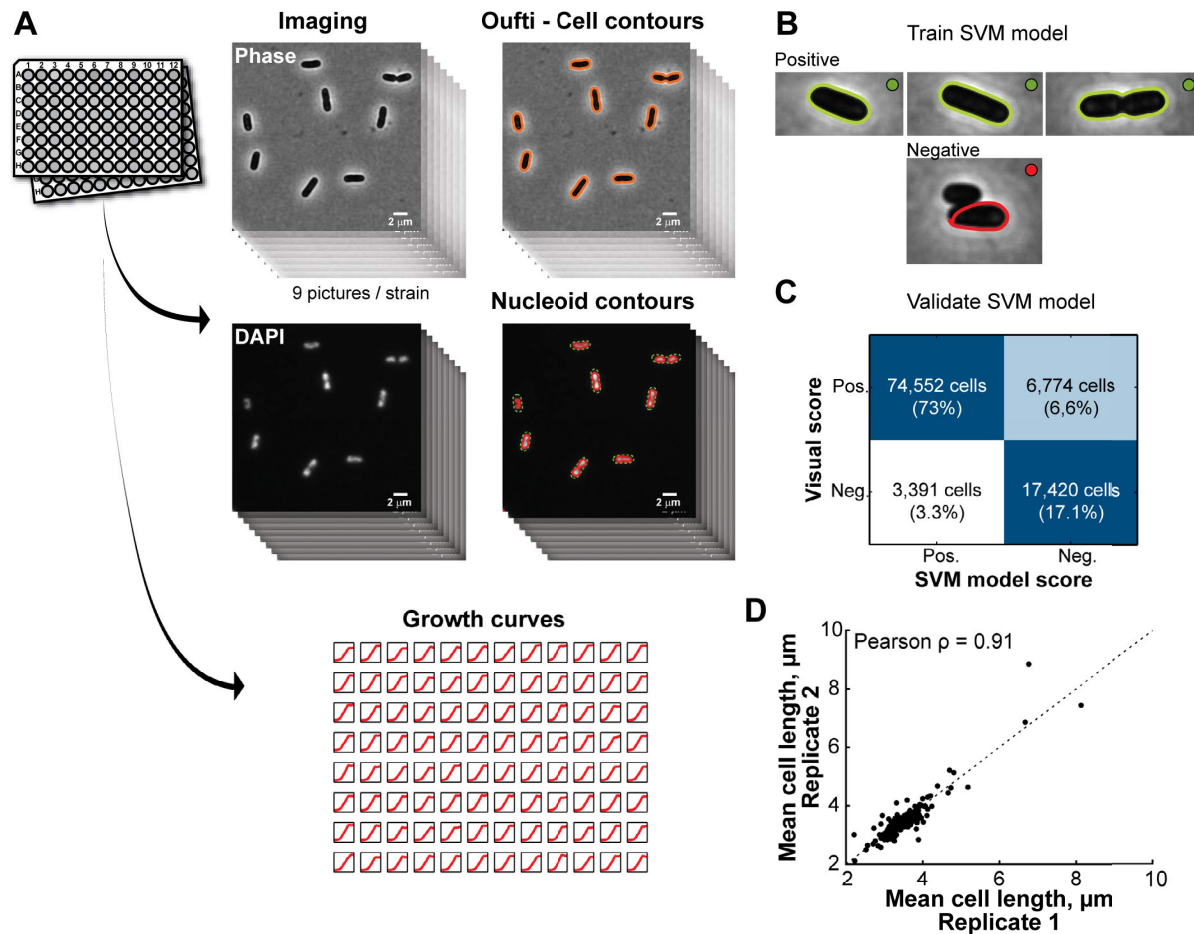 A
Imaging
Oufti - Cell contours
1 2 3 4 5 6 7 8 9 10 11 12
A
B
C
D
E
F
G
H
H
Phase
2 µm
2 µm
9 pictures / strain
Nucleoid contours
DAPI
2 µm
2 µm
Growth curves
B
Train SVM model
Positive
Negative
C
Validate SVM model
Visual score
Pos.
74,552 cells
(73%)
6,774 cells
(6,6%)
Neg.
3,391 cells
(3.3%)
17,420 cells
(17.1%)
Pos.
Neg.
SVM model score
D
Pearson ρ = 0.91
Mean cell length, µm
Replicate 2
10
8
6
4
2
2 4 6 8 10
Mean cell length, µm
Replicate 1